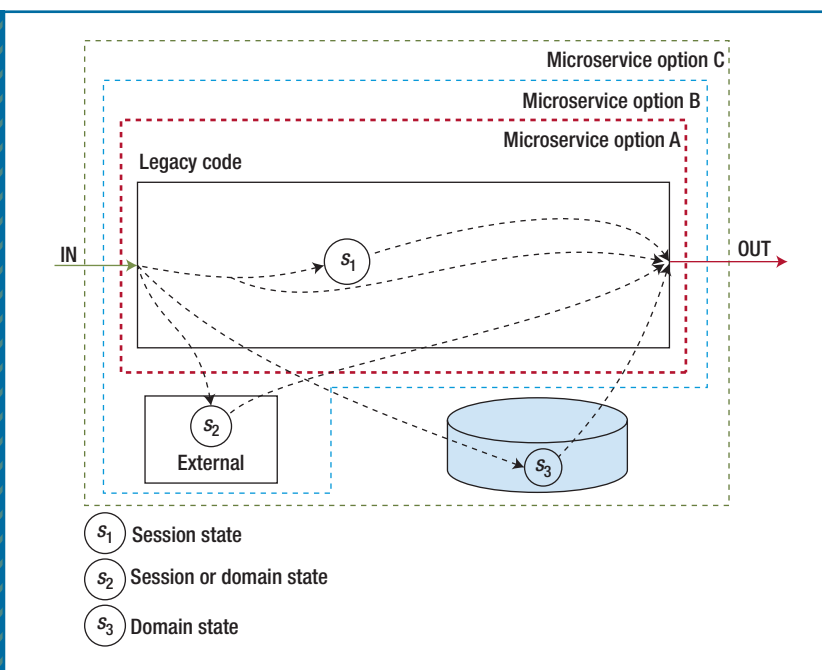 Microservice option C
Microservice option B
Microservice option A
Legacy code
IN
S1
OUT
S2
External
S3
S1 Session state
S2 Session or domain state
S3 Domain state